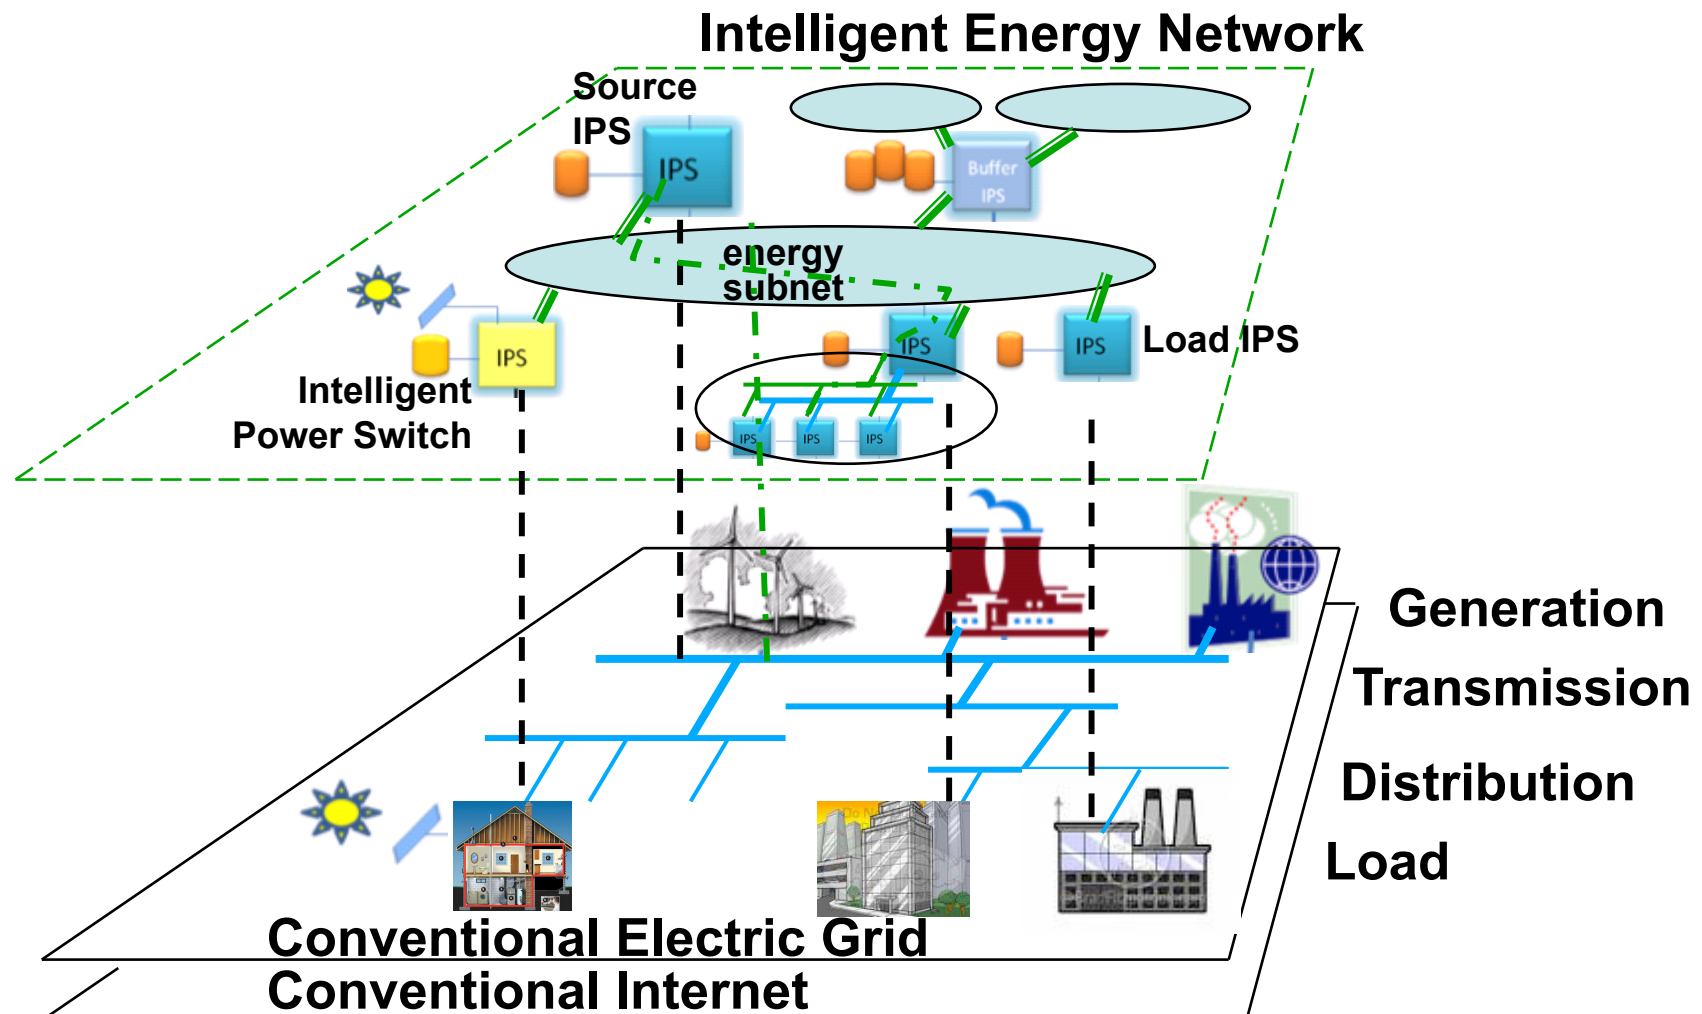 Intelligent Energy Network
Source
IPS
IPS
Buffer
IPS
energy
subnet
IPS
IPS
IPS
Load IPS
Intelligent
Power Switch
IPS
IPS
IPS
Generation
Transmission
Distribution
Load
Conventional Electric Grid
Conventional Internet